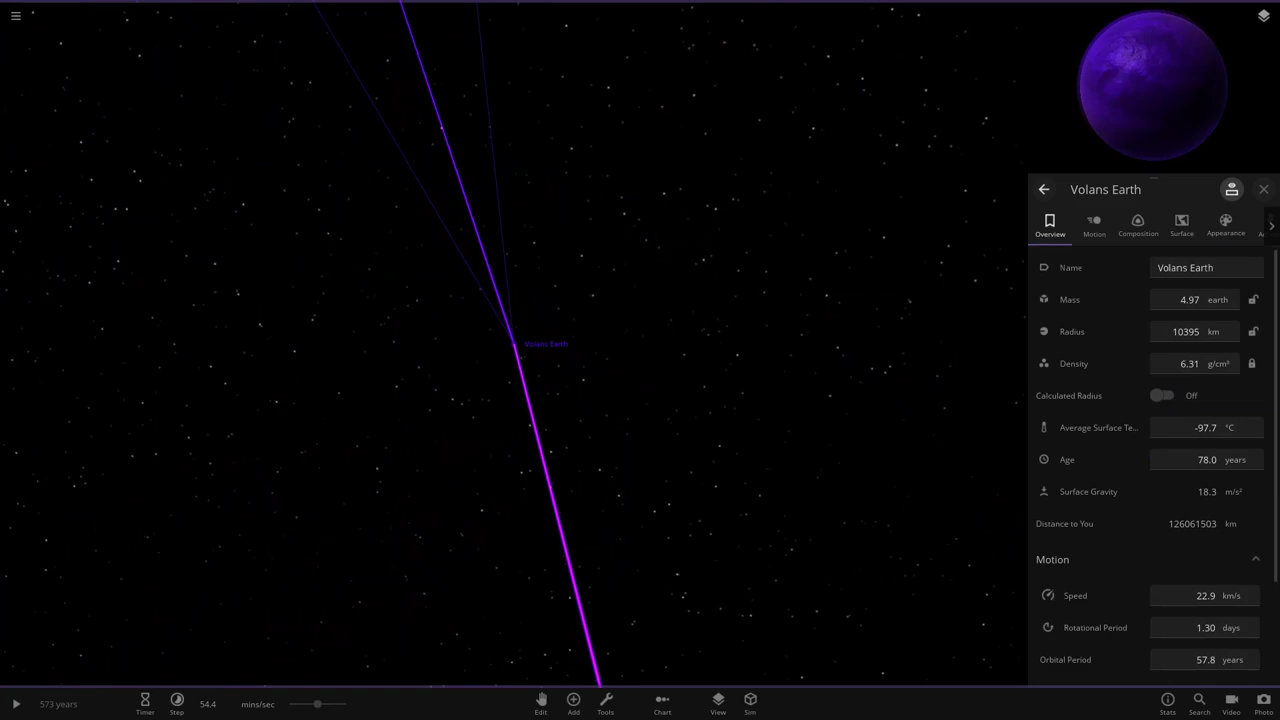 Volans Earth
Volans Earth
Overview
Motion
Composition
Surface
Appearance
Name
Volans Earth
Mass
4.97 earth
Radius
10395 km
Density
6.31 g/cm³
Calculated Radius
Off
Average Surface Te...
-97.7 °C
Age
78.0 years
Surface Gravity
18.3 m/s²
Distance to You
126061503 km
Motion
Speed
22.9 km/s
Rotational Period
1.30 days
Orbital Period
57.8 years
573 years
Timer
Step
54.4 mins/sec
Edit
Add
Tools
Chart
View
Sim
Stats
Search
Video
Photo